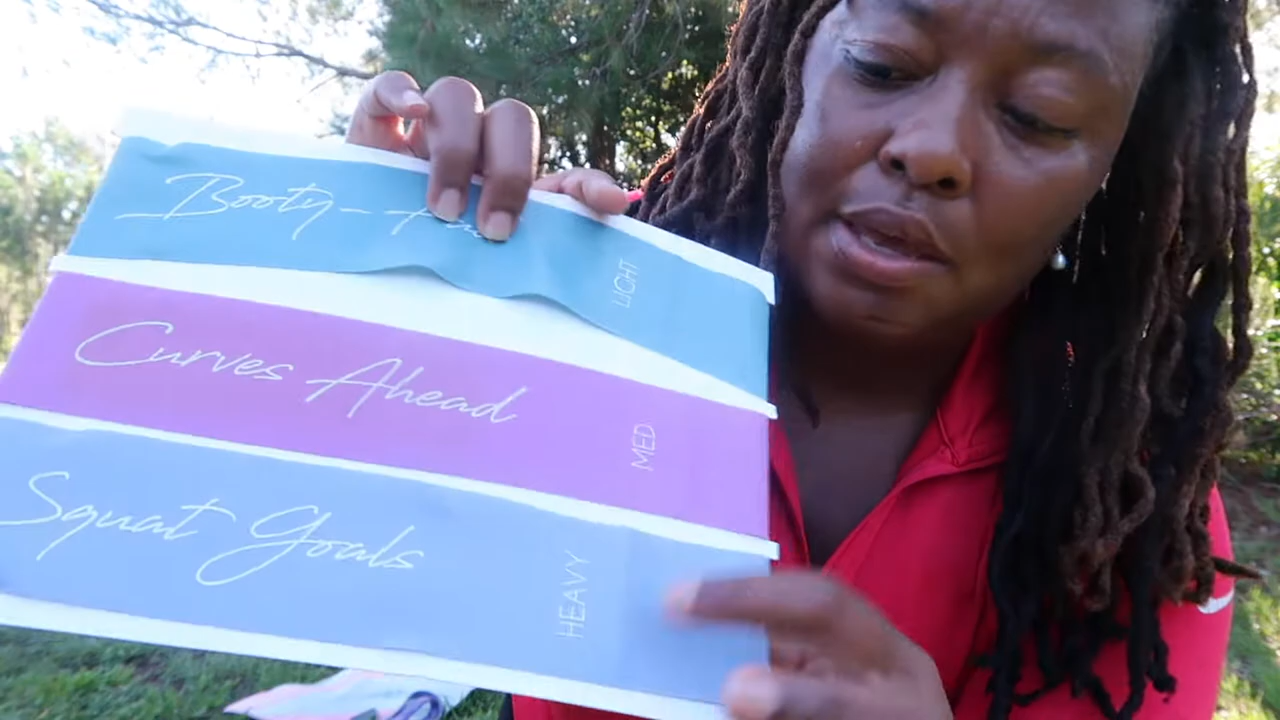 Booty-
LIGHT
Curves Ahead
MED
Squat Goals
HEAVY